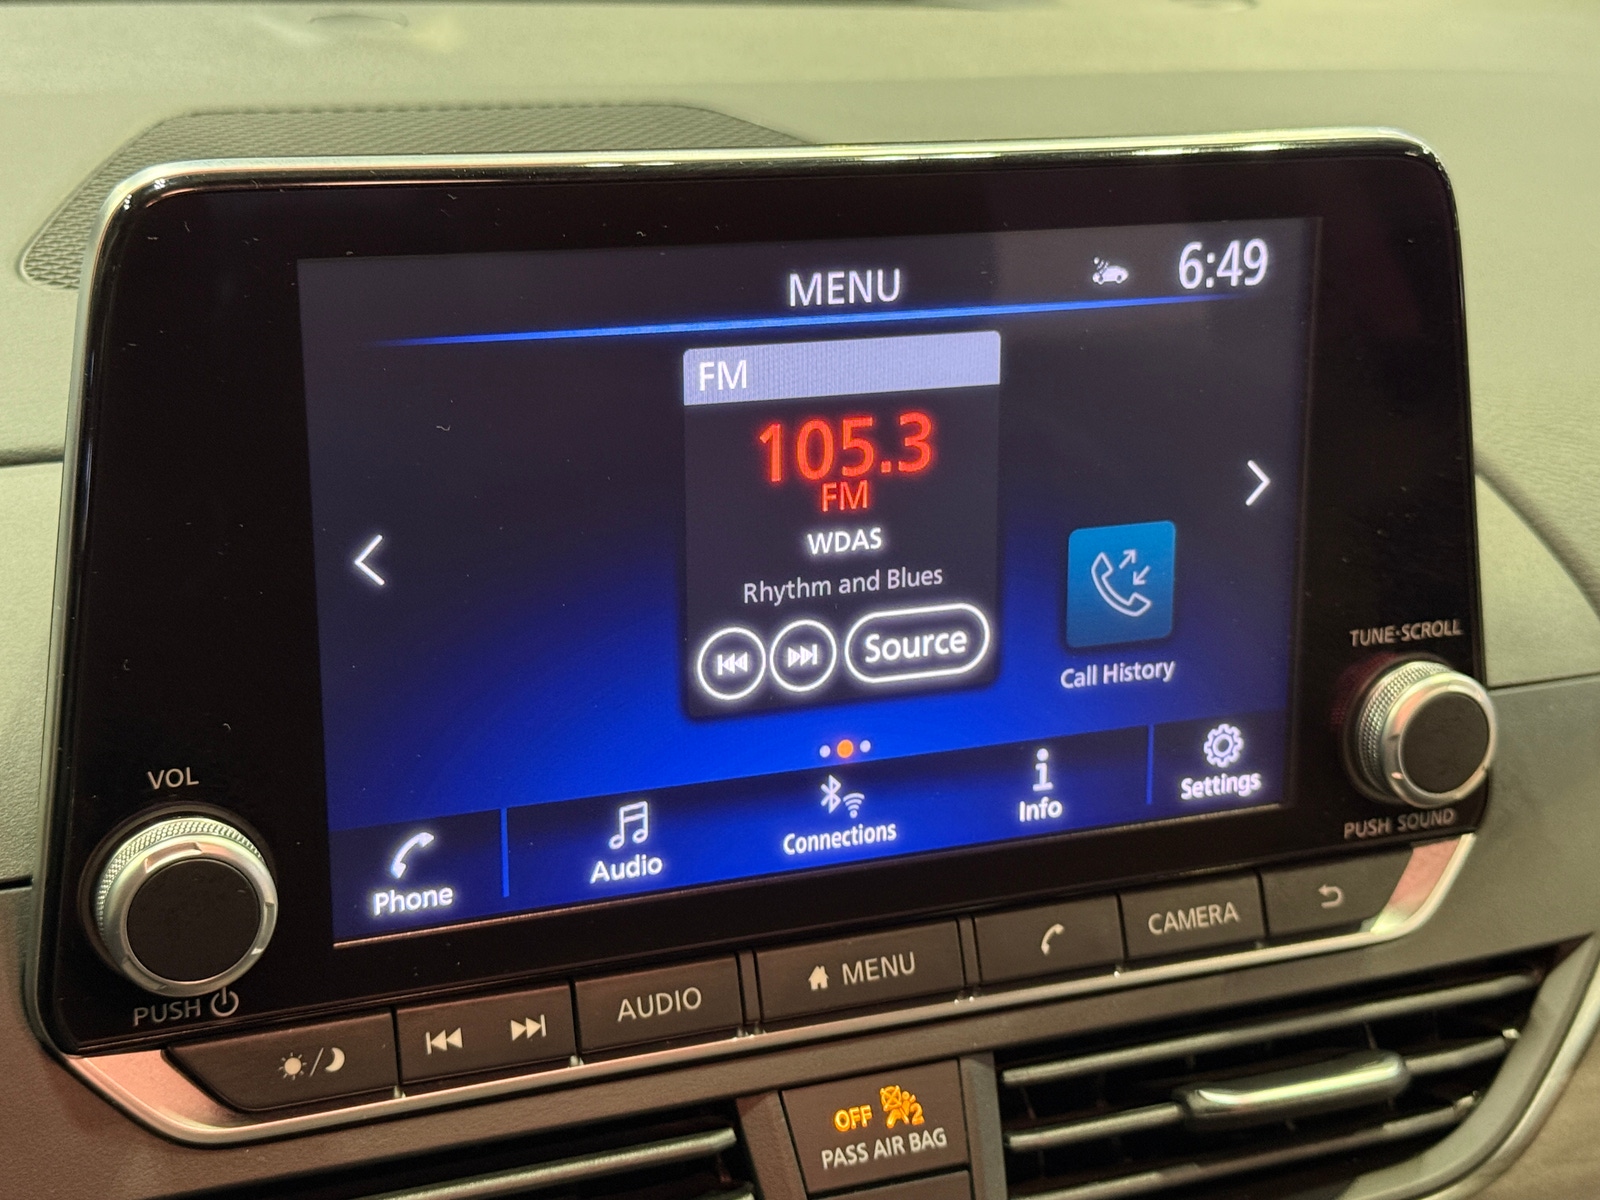 MENU
6:49
FM
105.3
FM
WDAS
Rhythm and Blues
Source
Call History
Phone
Audio
Connections
Info
Settings
VOL
PUSH
TUNE·SCROLL
PUSH SOUND
AUDIO
MENU
CAMERA
OFF 2
PASS AIR BAG